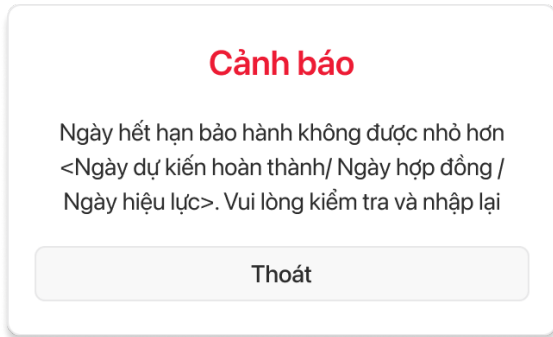 Cảnh báo
Ngày hết hạn bảo hành không được nhỏ hơn
<Ngày dự kiến hoàn thành/ Ngày hợp đồng /
Ngày hiệu lực>. Vui lòng kiểm tra và nhập lại
Thoát